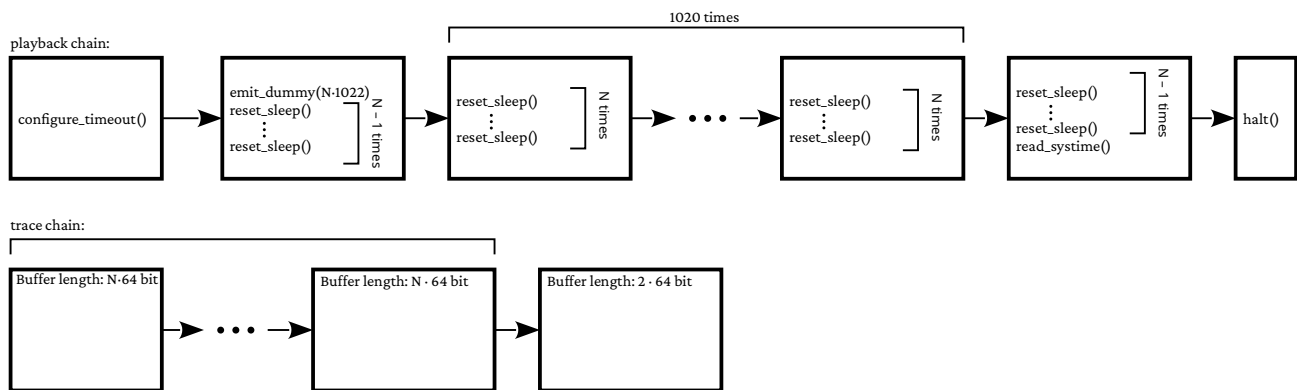 1020 times
playback chain:
configure_timeout()
emit_dummy(N·1022)
reset_sleep()
reset_sleep()
N − 1 times
reset_sleep()
reset_sleep()
N times
reset_sleep()
reset_sleep()
N times
reset_sleep()
reset_sleep()
read_systime()
N − 1 times
halt()
trace chain:
Buffer length: N·64 bit
Buffer length: N · 64 bit
Buffer length: 2 · 64 bit